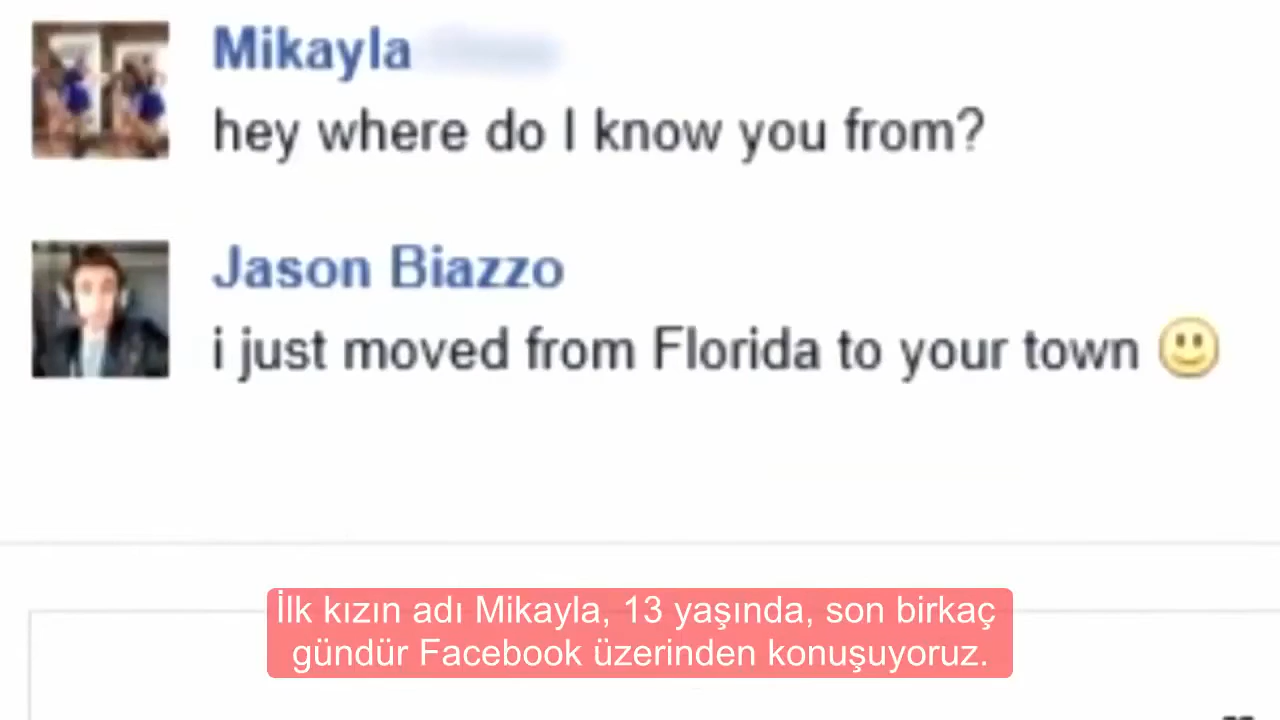 Mikayla
hey where do I know you from?
Jason Biazzo
i just moved from Florida to your town
İlk kızın adı Mikayla, 13 yaşında, son birkaç
gündür Facebook üzerinden konuşuyoruz.